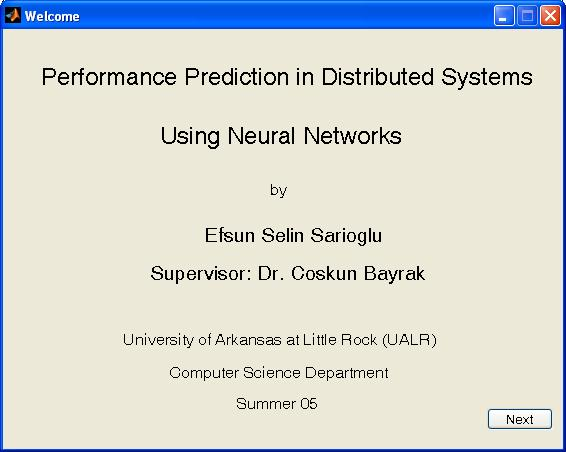 Welcome
Performance Prediction in Distributed Systems
Using Neural Networks
by
Efsun Selin Sarioglu
Supervisor: Dr. Coskun Bayrak
University of Arkansas at Little Rock (UALR)
Computer Science Department
Summer 05
Next